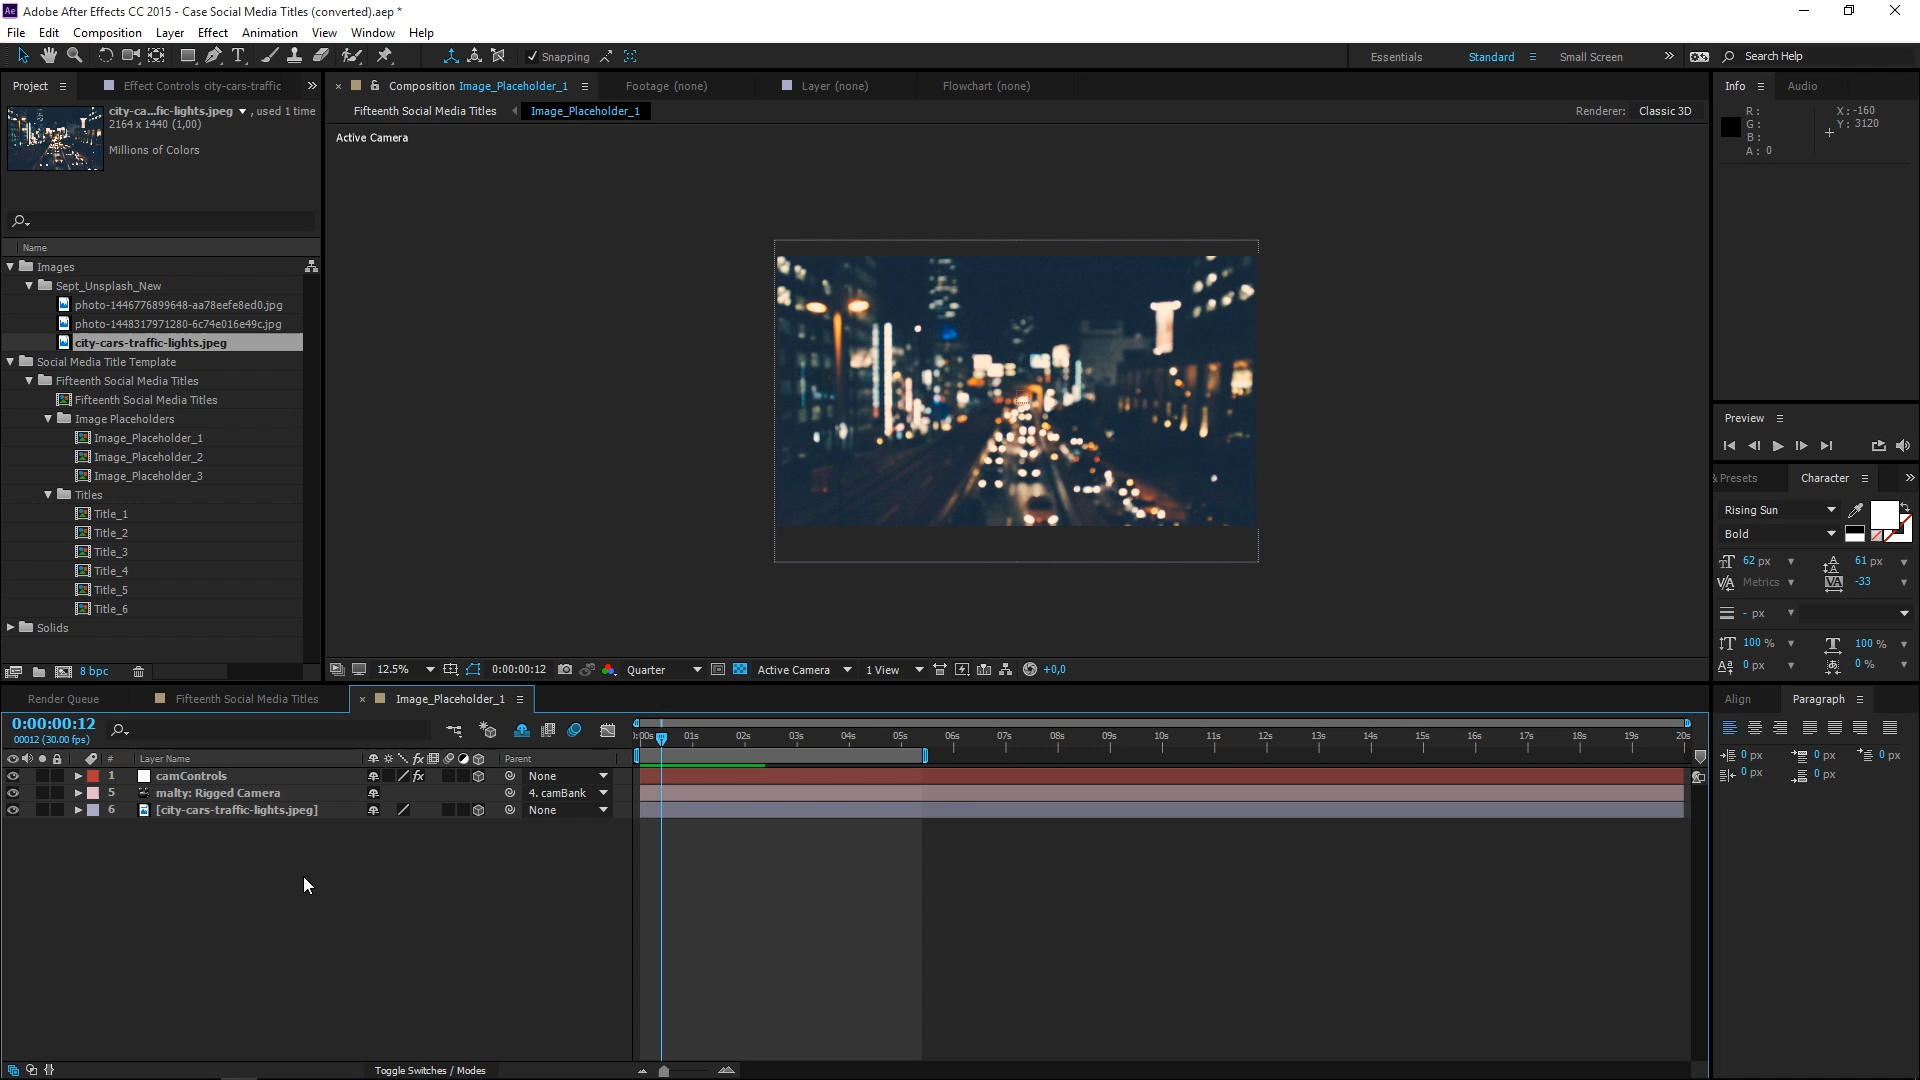 Ae Adobe After Effects CC 2015 - Case Social Media Titles (converted).aep *
File Edit Composition Layer Effect Animation View Window Help
Snapping
Essentials Standard Small Screen Search Help
Project Effect Controls city-cars-traffic
Composition Image_Placeholder_1 Footage (none) Layer (none) Flowchart (none)
Info Audio
Fifteenth Social Media Titles Image_Placeholder_1
Renderer: Classic 3D
city-ca...fic-lights.jpeg , used 1 time
2164 x 1440 (1,00)
Millions of Colors
Active Camera
R:
G:
B:
A: 0
X: -160
Y: 3120
Name
Images
Sept_Unsplash_New
photo-1446776899648-aa78eefe8ed0.jpg
photo-1448317971280-6c74e016e49c.jpg
city-cars-traffic-lights.jpeg
Social Media Title Template
Fifteenth Social Media Titles
Fifteenth Social Media Titles
Image Placeholders
Image_Placeholder_1
Image_Placeholder_2
Image_Placeholder_3
Titles
Title_1
Title_2
Title_3
Title_4
Title_5
Title_6
Solids
8 bpc
12.5% 0:00:00:12 Quarter Active Camera 1 View +0,0
Preview
& Presets Character
Rising Sun
Bold
62 px 61 px
Metrics -33
- px
100 % 100 %
0 px 0 %
Render Queue Fifteenth Social Media Titles Image_Placeholder_1
Align Paragraph
0:00:00:12
00012 (30.00 fps)
0 px 0 px 0 px
0 px 0 px
:00s 01s 02s 03s 04s 05s 06s 07s 08s 09s 10s 11s 12s 13s 14s 15s 16s 17s 18s 19s 20s
# Layer Name fx Parent
1 camControls fx None
5 malty: Rigged Camera 4. camBank
6 [city-cars-traffic-lights.jpeg] None
Toggle Switches / Modes